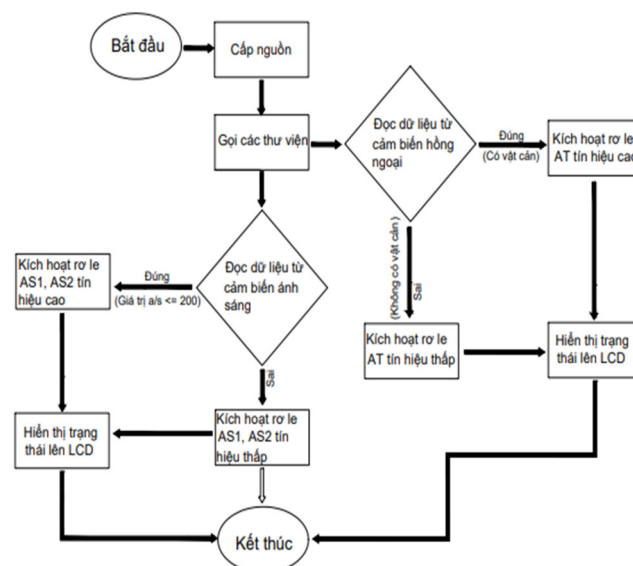 Bắt đầu
Cấp nguồn
Gọi các thư viện
Đọc dữ liệu từ
cảm biến hồng
ngoại
Đúng
(Có vật cản)
Kích hoạt rơ le
AT tín hiệu cao
(Không có vật cản)
Sai
Kích hoạt rơ le
AT tín hiệu thấp
Hiển thị trạng
thái lên LCD
Đọc dữ liệu từ
cảm biến ánh
sáng
Đúng
(Giá trị a/s <= 200)
Kích hoạt rơ le
AS1, AS2 tín
hiệu cao
Sai
Kích hoạt rơ le
AS1, AS2 tín
hiệu thấp
Hiển thị trạng
thái lên LCD
Kết thúc